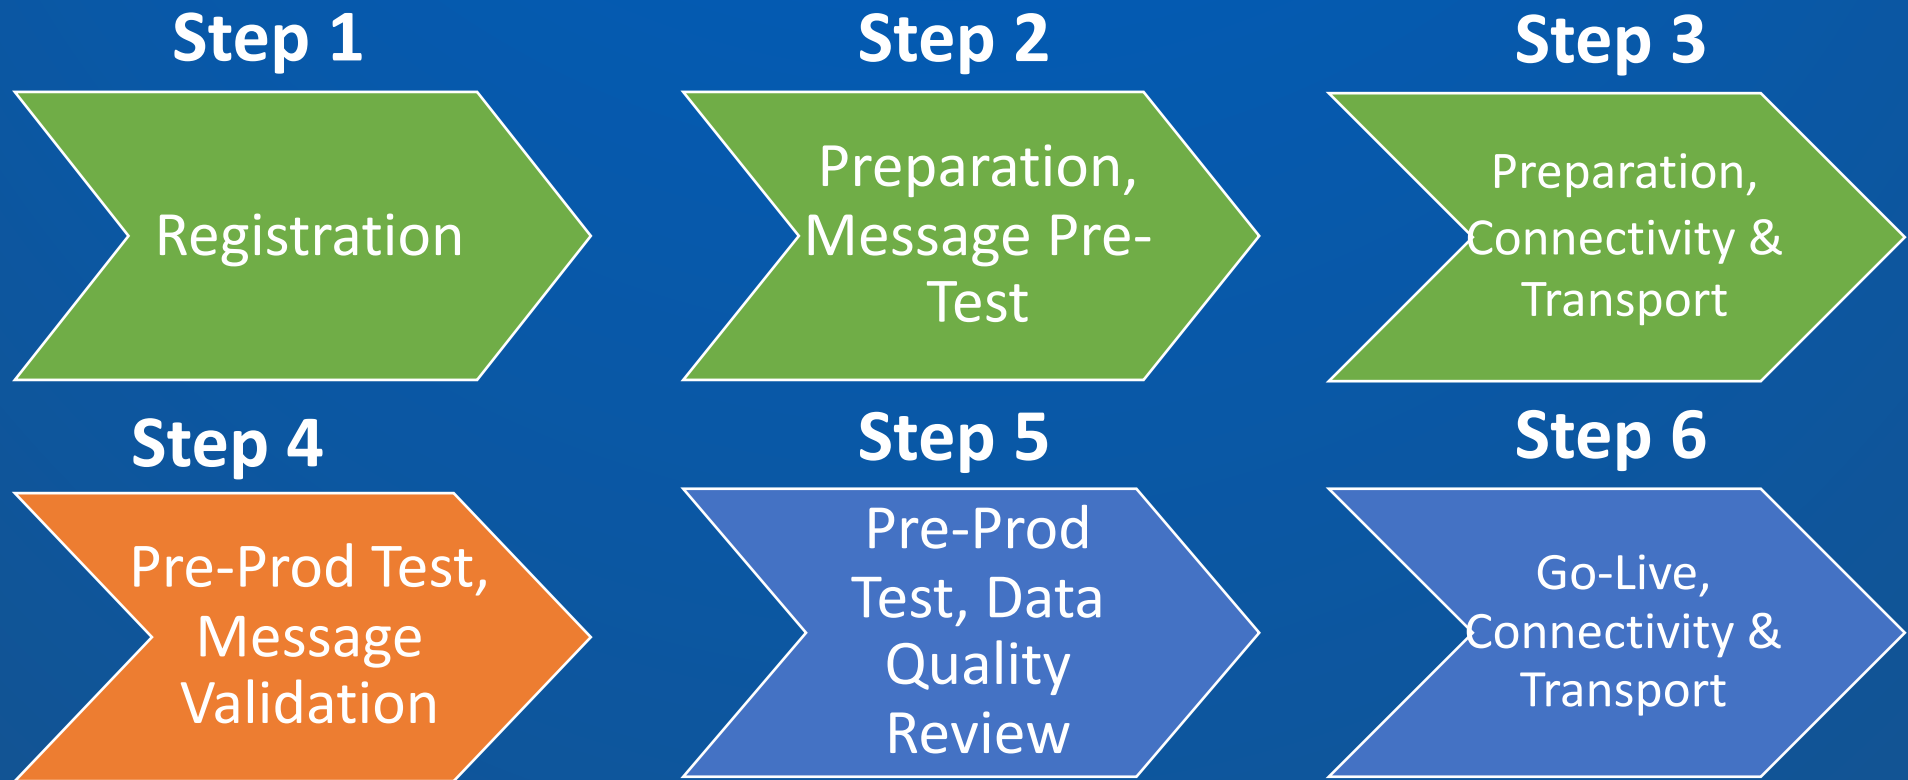 Step 1
Registration
Step 2
Preparation,
Message Pre-
Test
Step 3
Preparation,
Connectivity &
Transport
Step 4
Pre-Prod Test,
Message
Validation
Step 5
Pre-Prod
Test, Data
Quality
Review
Step 6
Go-Live,
Connectivity &
Transport